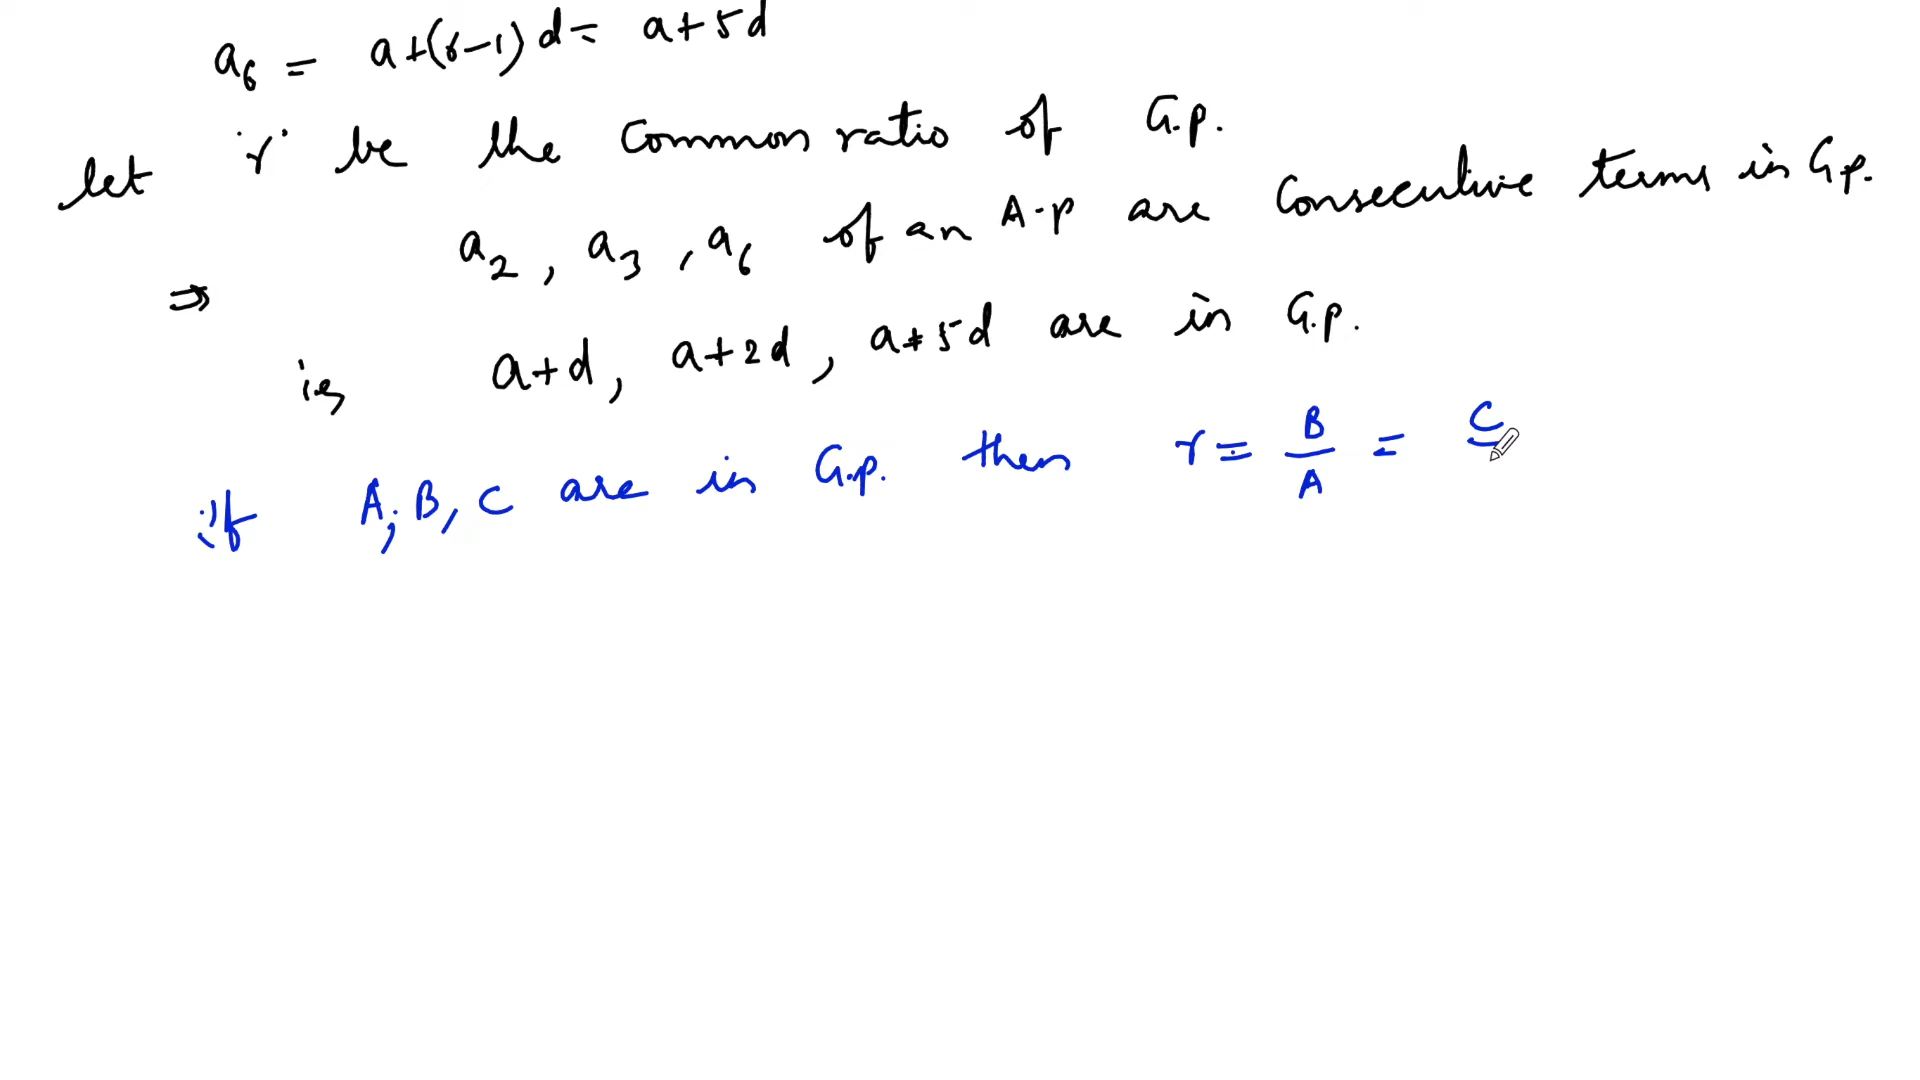 a₆ = a+(6-1)d = a+5d
let 'r' be the common ratio of G.p.
⇒ a₂, a₃, a₆ of an A.p are Consecutive terms in G.p.
ie, a+d, a+2d, a+5d are in G.p.
if A, B, C are in G.p. then r = B/A = C